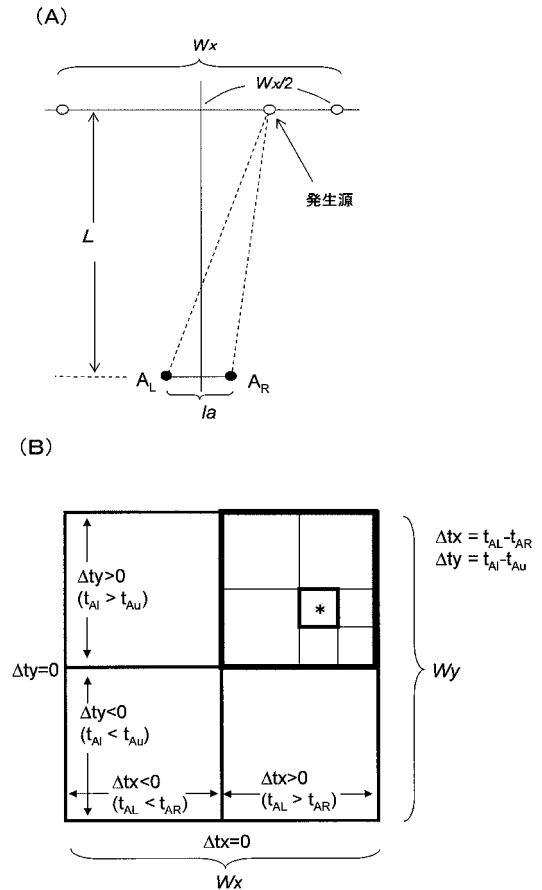 （A）
Wx
Wx/2
L
発生源
AL
AR
la
（B）
Δtx = tAL-tAR
Δty = tAl-tAu
Δty>0
(tAl > tAu)
Δty=0
Wy
Δty<0
(tAl < tAu)
Δtx<0
(tAL < tAR)
Δtx>0
(tAL > tAR)
*
Δtx=0
Wx